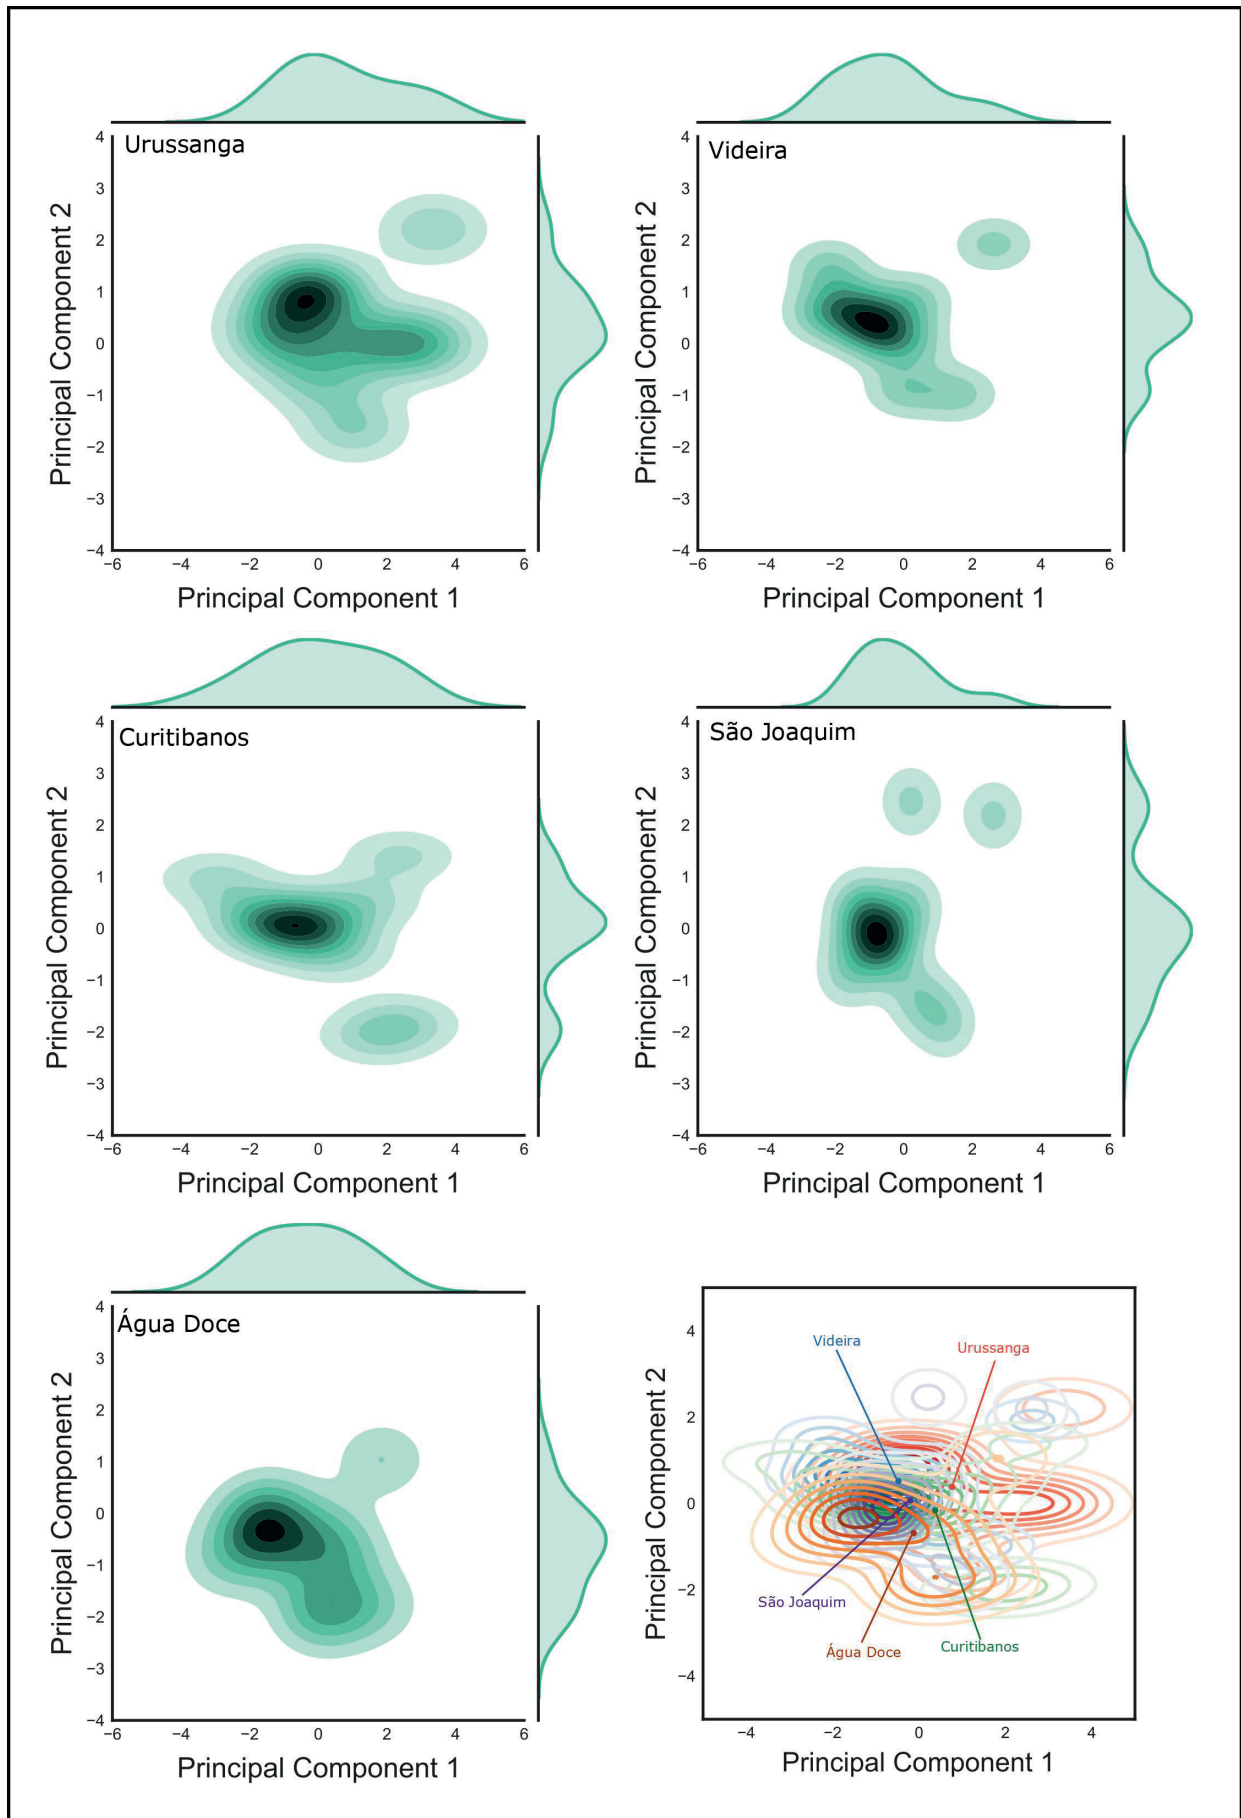 Urussanga
4
3
2
1
0
−1
−2
−3
−4
Principal Component 2
−6 −4 −2 0 2 4 6
Principal Component 1
Videira
4
3
2
1
0
−1
−2
−3
−4
Principal Component 2
−6 −4 −2 0 2 4 6
Principal Component 1
Curitibanos
4
3
2
1
0
−1
−2
−3
−4
Principal Component 2
−6 −4 −2 0 2 4 6
Principal Component 1
São Joaquim
4
3
2
1
0
−1
−2
−3
−4
Principal Component 2
−6 −4 −2 0 2 4 6
Principal Component 1
Água Doce
4
3
2
1
0
−1
−2
−3
−4
Principal Component 2
−6 −4 −2 0 2 4 6
Principal Component 1
Videira
Urussanga
São Joaquim
Água Doce
Curitibanos
4
2
0
−2
−4
Principal Component 2
−4 −2 0 2 4
Principal Component 1